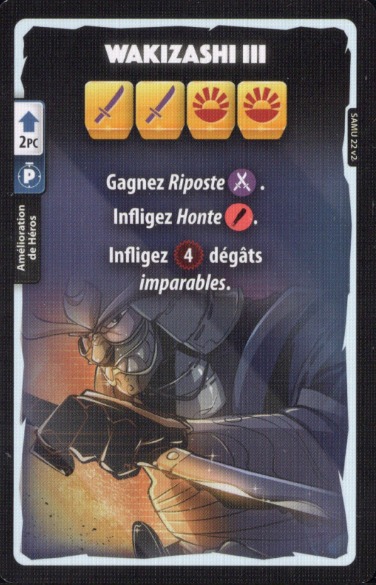 WAKIZASHI III
2PC
P
Amélioration
de Héros
SAMU 22 v2
Gagnez Riposte .
Infligez Honte .
Infligez 4 dégâts
imparables.